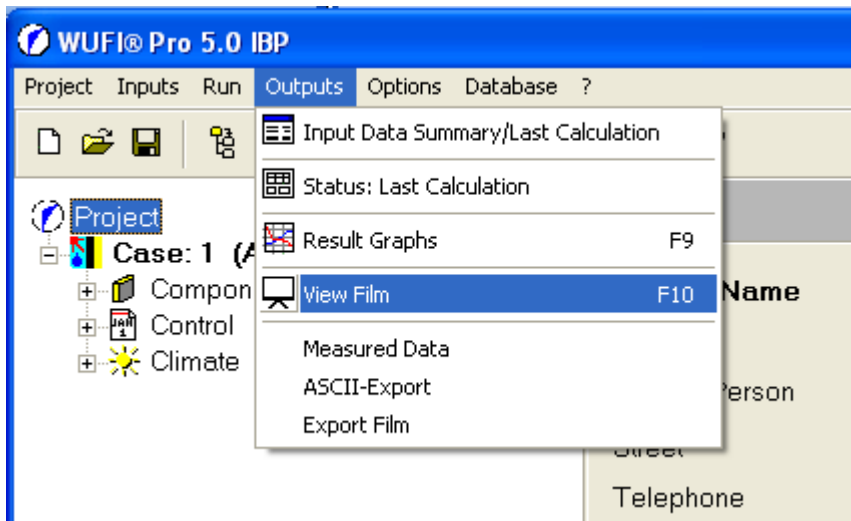 WUFI® Pro 5.0 IBP
Project Inputs Run Outputs Options Database ?
Input Data Summary/Last Calculation
Status: Last Calculation
Result Graphs F9
View Film F10
Measured Data
ASCII-Export
Export Film
Project
Case: 1 (A
Compon
Control
Climate
Name
Person
Street
Telephone